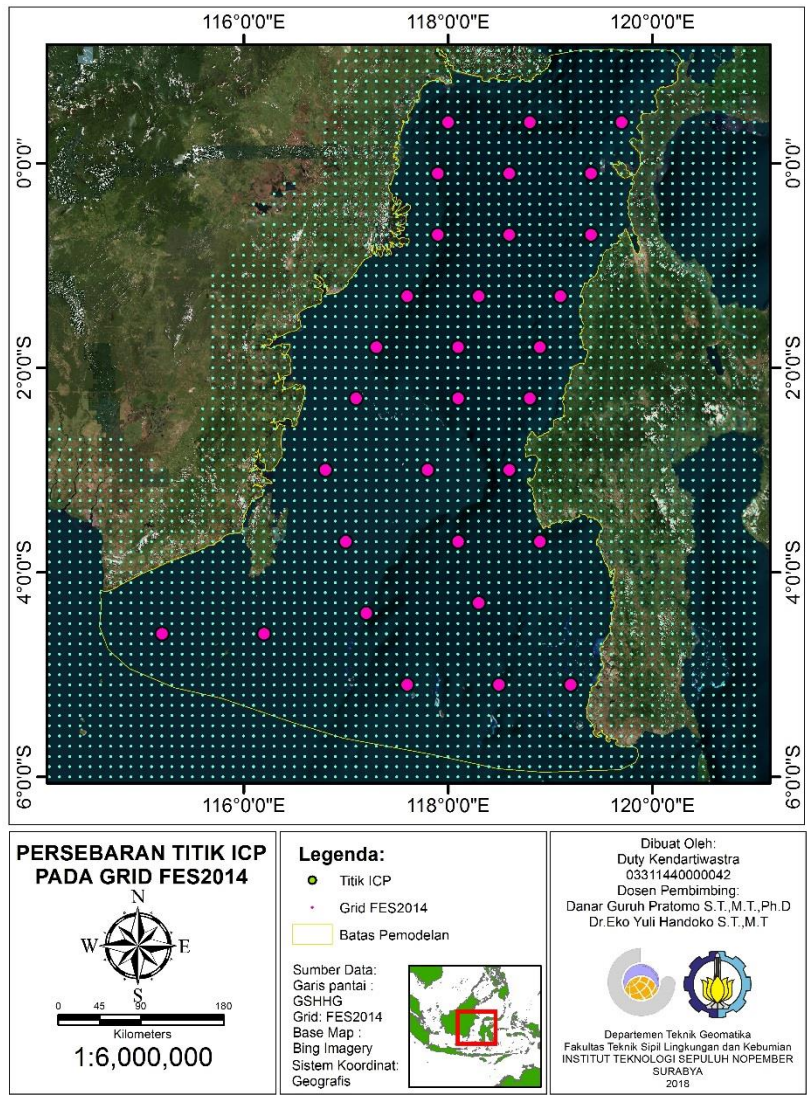 116°0'0"E
118°0'0"E
120°0'0"E
0°0'0"
0°0'0"
2°0'0"S
2°0'0"S
4°0'0"S
4°0'0"S
6°0'0"S
6°0'0"S
116°0'0"E
118°0'0"E
120°0'0"E
PERSEBARAN TITIK ICP
PADA GRID FES2014
N
W
E
S
0
45
90
180
Kilometers
1:6,000,000
Legenda:
Titik ICP
Grid FES2014
Batas Pemodelan
Sumber Data:
Garis pantai :
GSHHG
Grid: FES2014
Base Map :
Bing Imagery
Sistem Koordinat:
Geografis
Dibuat Oleh:
Duty Kendartiwastra
03311440000042
Dosen Pembimbing:
Danar Guruh Pratomo S.T.,M.T.,Ph.D
Dr.Eko Yuli Handoko S.T.,M.T
Departemen Teknik Geomatika
Fakultas Teknik Sipil Lingkungan dan Kebumian
INSTITUT TEKNOLOGI SEPULUH NOPEMBER
SURABYA
2018